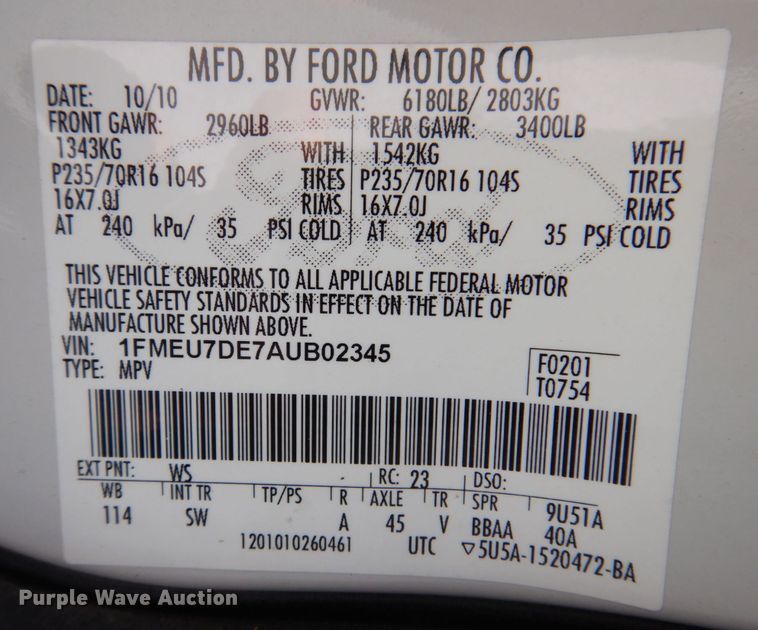 MFD. BY FORD MOTOR CO.
DATE: 10/10 GVWR: 6180LB/ 2803KG
FRONT GAWR: 2960LB REAR GAWR: 3400LB
1343KG WITH 1542KG WITH
P235/70R16 104S TIRES P235/70R16 104S TIRES
16X7.0J RIMS 16X7.0J RIMS
AT 240 kPa/ 35 PSI COLD AT 240 kPa/ 35 PSI COLD
THIS VEHICLE CONFORMS TO ALL APPLICABLE FEDERAL MOTOR
VEHICLE SAFETY STANDARDS IN EFFECT ON THE DATE OF
MANUFACTURE SHOWN ABOVE.
VIN: 1FMEU7DE7AUB02345
TYPE: MPV
F0201
T0754
EXT PNT: WS RC: 23 DSO:
WB INT TR TP/PS R AXLE TR SPR 9U51A
114 SW A 45 V BBAA 40A
1201010260461 UTC ▽5U5A-1520472-BA
Purple Wave Auction